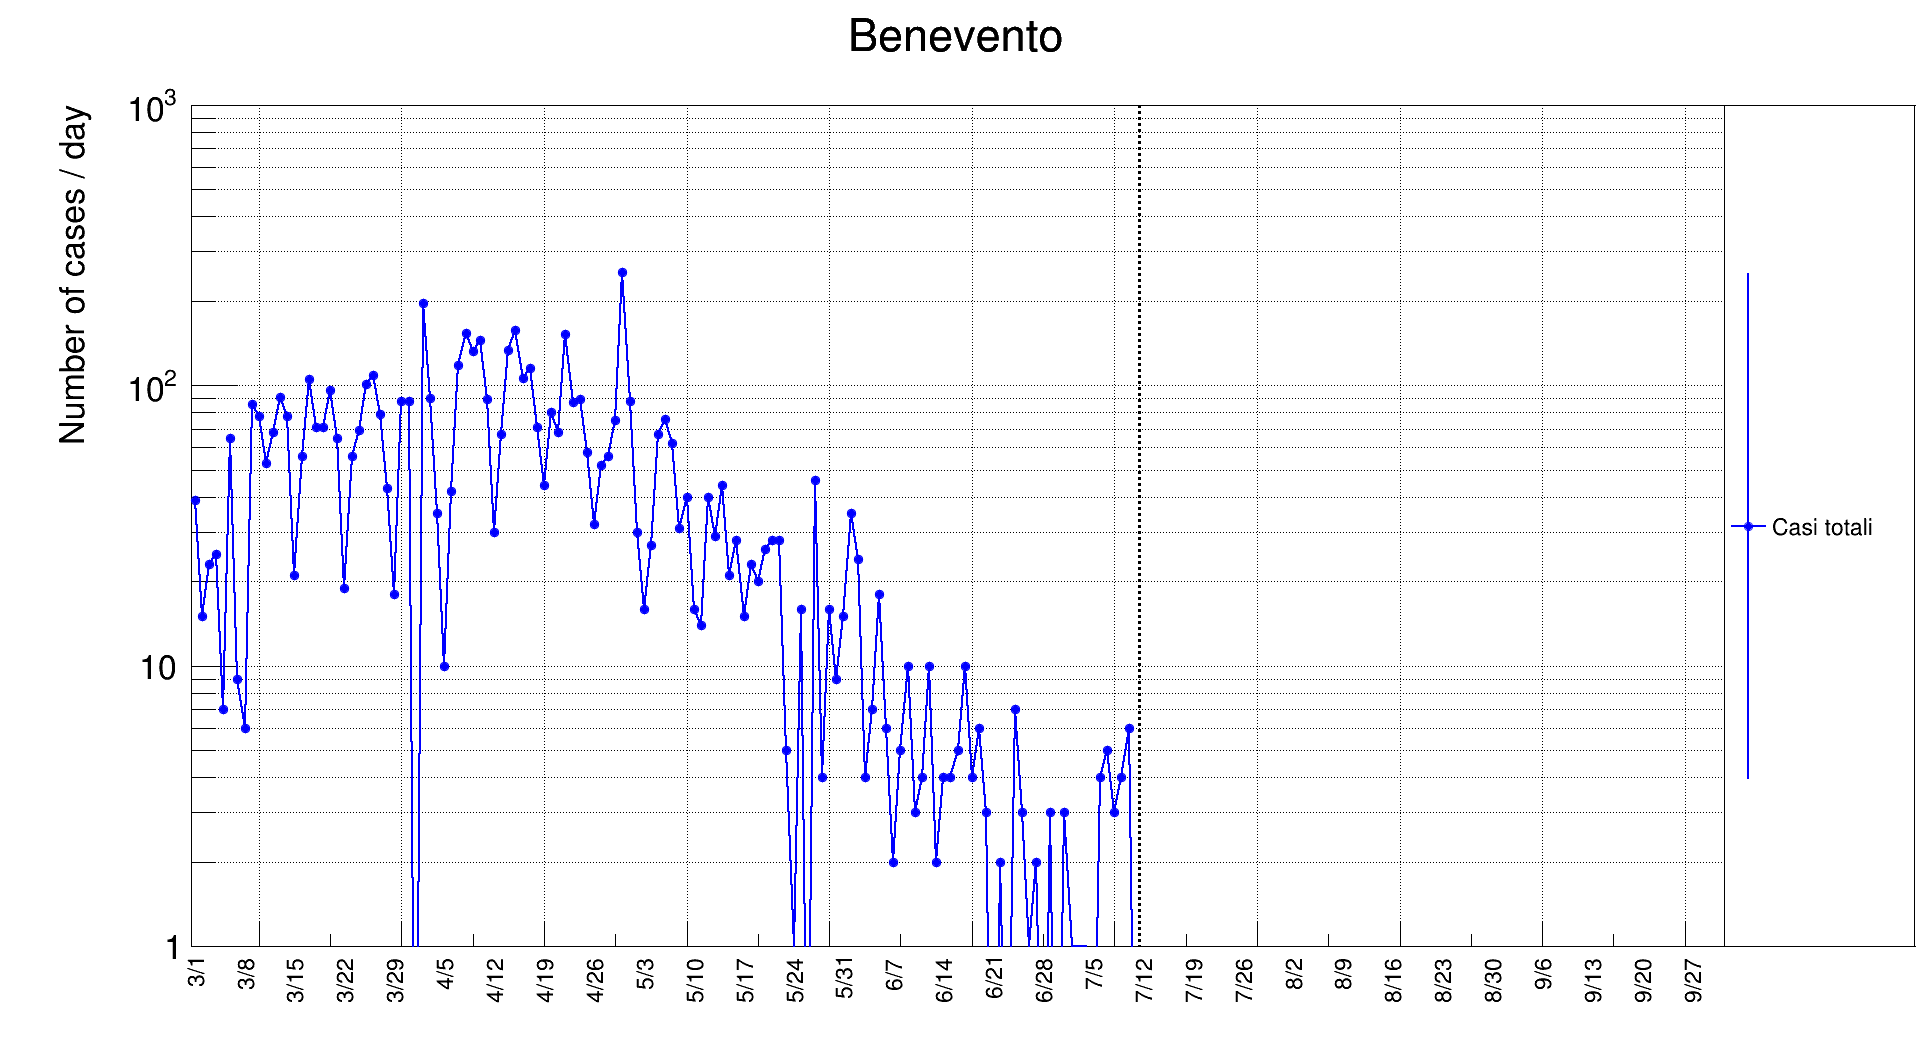 Benevento
Number of cases / day
10³
10²
10
1
3/1 3/8 3/15 3/22 3/29 4/5 4/12 4/19 4/26 5/3 5/10 5/17 5/24 5/31 6/7 6/14 6/21 6/28 7/5 7/12 7/19 7/26 8/2 8/9 8/16 8/23 8/30 9/6 9/13 9/20 9/27
Casi totali